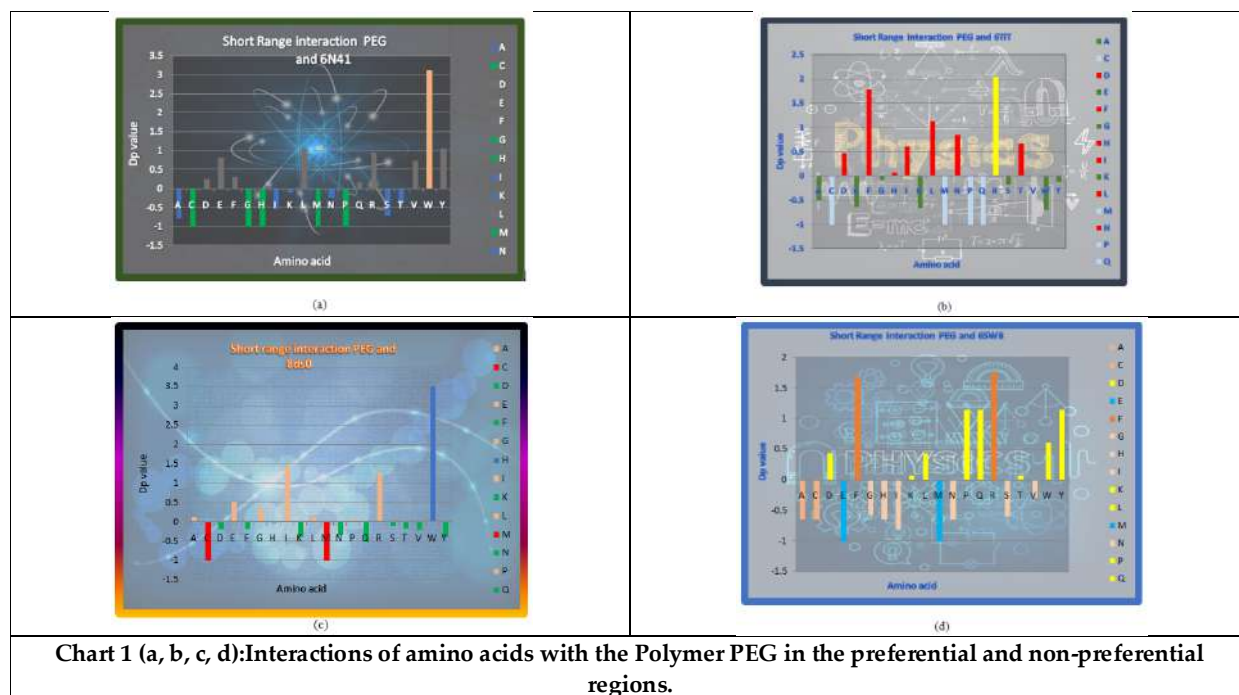 Short Range interaction PEG
and 6N41
3.5
3
2.5
2
1.5
1
0.5
0
-0.5
-1
-1.5
Dp value
A C D E F G H I K L M N P Q R S T V W Y
Amino acid
A
C
D
E
F
G
H
I
K
L
M
N
(a)
Short Range interaction PEG and
2.5
2
1.5
1
0.5
0
-0.5
-1
-1.5
Dp value
A C D E F G H I K L M N P Q R S T V W Y
Amino acid
Physics
A
C
D
E
F
G
H
I
K
L
M
N
P
Q
(b)
Short range interaction PEG and
8ds0
4
3.5
3
2.5
2
1.5
1
0.5
0
-0.5
-1
-1.5
Dp value
A C D E F G H I K L M N P Q R S T V W Y
Amino acid
A
C
D
E
F
G
H
I
K
L
M
N
P
Q
(c)
Short Range interaction PEG and
2
1.5
1
0.5
0
-0.5
-1
-1.5
Dp value
A C D E F G H I K L M N P Q R S T V W Y
Amino acid
PHYSICS
A
C
D
E
F
G
H
I
K
L
M
N
P
Q
(d)
Chart 1 (a, b, c, d):Interactions of amino acids with the Polymer PEG in the preferential and non-preferential
regions.